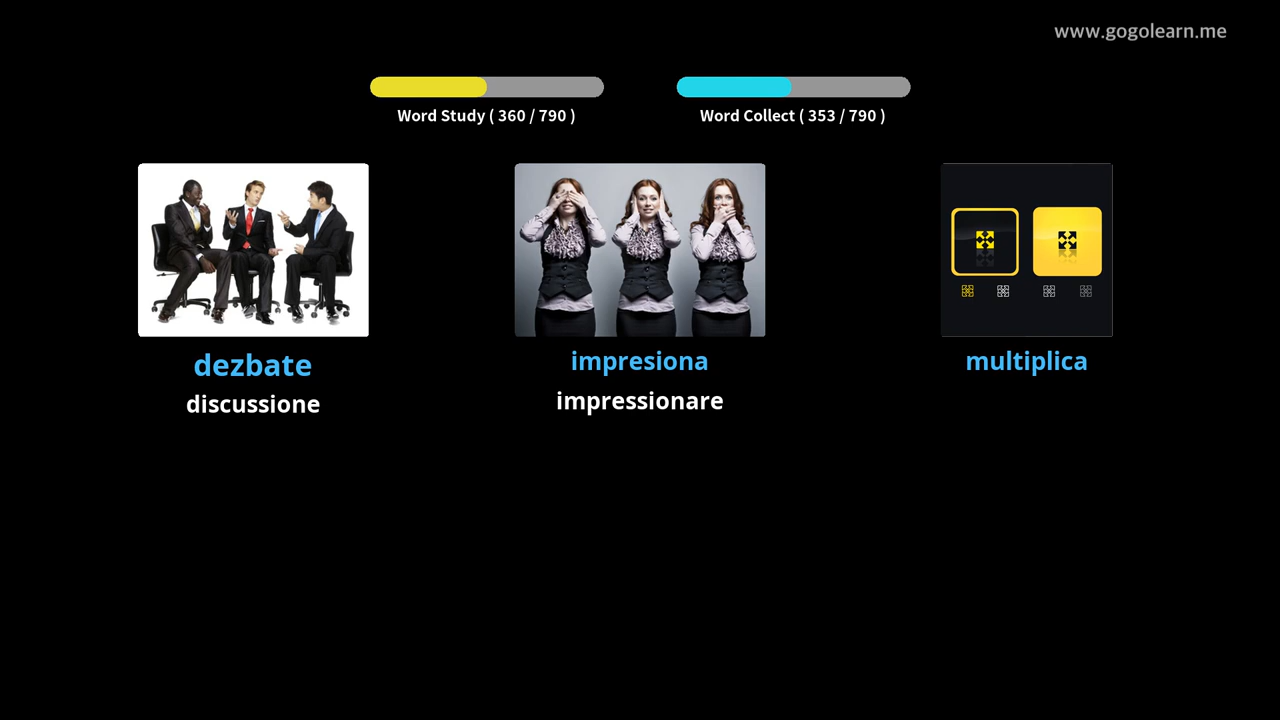 www.gogolearn.me
Word Study ( 360 / 790 )
Word Collect ( 353 / 790 )
dezbate
discussione
impresiona
impressionare
multiplica